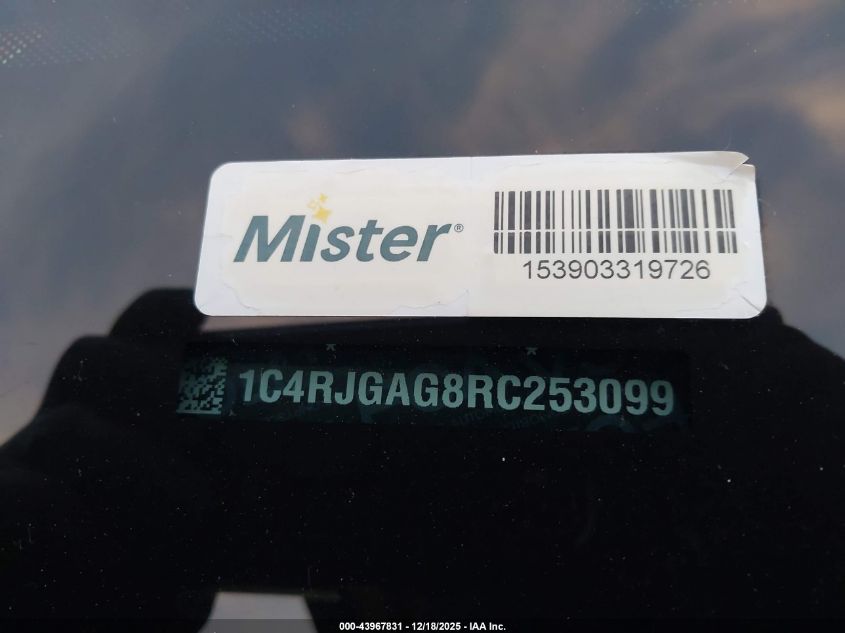 Mister®
153903319726
* *
1C4RJGAG8RC253099
000-43967831 - 12/18/2025 - IAA Inc.